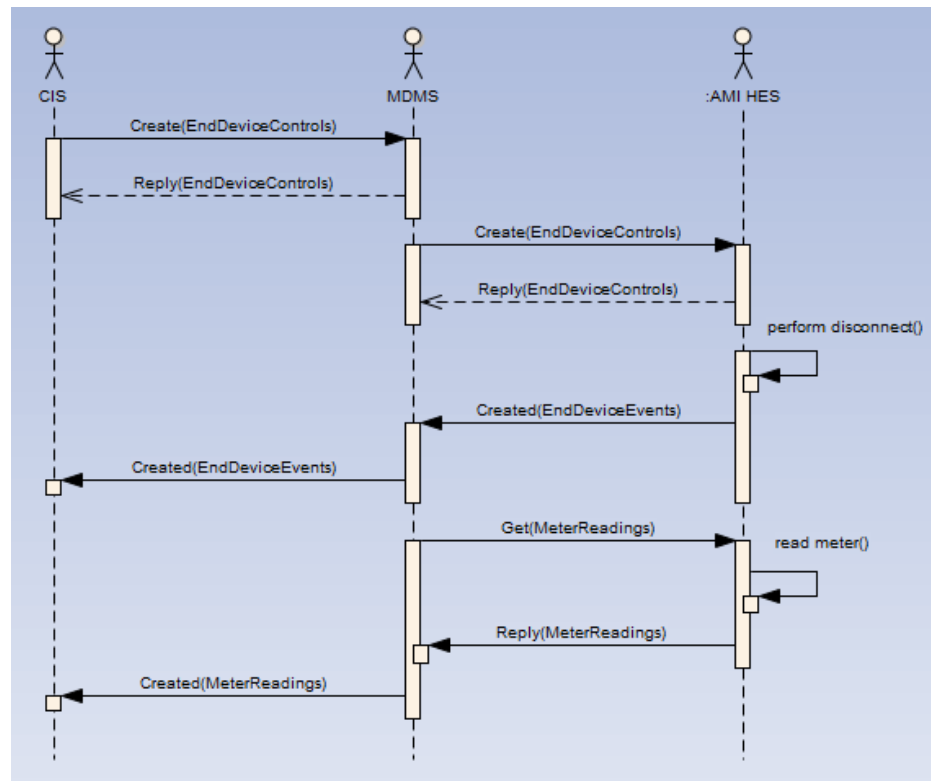 CIS
MDMS
:AMI HES
Create(EndDeviceControls)
Reply(EndDeviceControls)
Create(EndDeviceControls)
Reply(EndDeviceControls)
perform disconnect()
Created(EndDeviceEvents)
Created(EndDeviceEvents)
Get(MeterReadings)
read meter()
Reply(MeterReadings)
Created(MeterReadings)